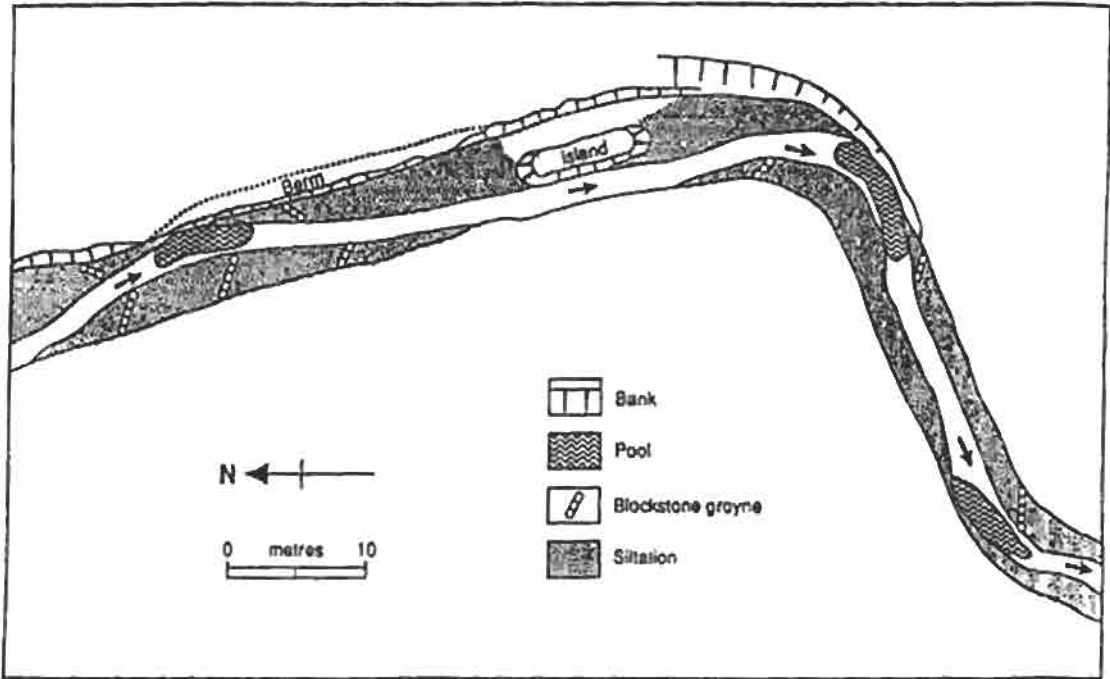 Berm
Island
N
0 metres 10
Bank
Pool
Blockstone groyne
Siltation